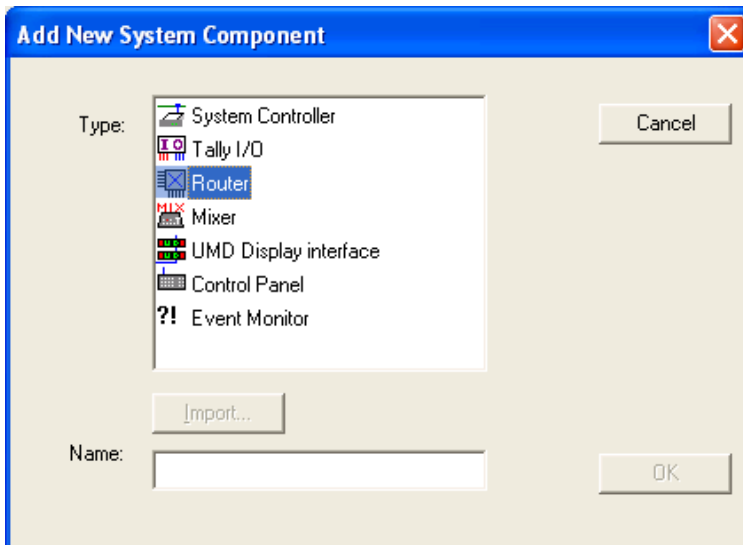 Add New System Component
Type:
System Controller
Tally I/O
Router
Mixer
UMD Display interface
Control Panel
?! Event Monitor
Cancel
Import...
Name:
OK